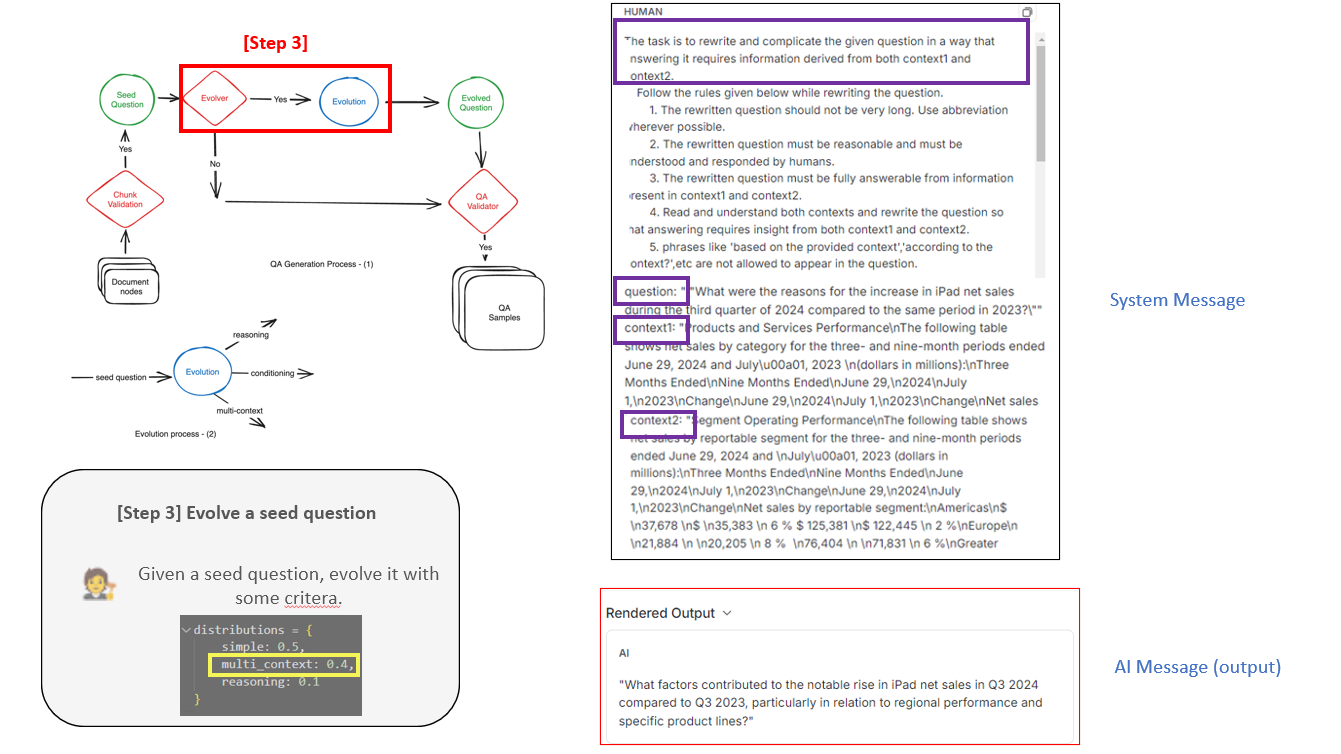 [Step 3]
Seed
Question
Evolver
Yes
Evolution
Evolved
Question
Yes
No
Chunk
Validation
QA
Validator
Yes
QA Generation Process - (1)
Document
nodes
QA
Samples
reasoning
seed question
Evolution
conditioning
multi-context
Evolution process - (2)
[Step 3] Evolve a seed question
Given a seed question, evolve it with
some critera.
distributions = {
simple: 0.5,
multi_context: 0.4,
reasoning: 0.1
}
HUMAN
The task is to rewrite and complicate the given question in a way that
nswering it requires information derived from both context1 and
ontext2.
Follow the rules given below while rewriting the question.
1. The rewritten question should not be very long. Use abbreviation
wherever possible.
2. The rewritten question must be reasonable and must be
nderstood and responded by humans.
3. The rewritten question must be fully answerable from information
present in context1 and context2.
4. Read and understand both contexts and rewrite the question so
hat answering requires insight from both context1 and context2.
5. phrases like 'based on the provided context','according to the
ontext?',etc are not allowed to appear in the question.
question: "\"What were the reasons for the increase in iPad net sales
during the third quarter of 2024 compared to the same period in 2023?\""
context1: "Products and Services Performance\nThe following table
shows net sales by category for the three- and nine-month periods ended
June 29, 2024 and July\u00a01, 2023 \n(dollars in millions):\nThree
Months Ended\nNine Months Ended\nJune 29,\n2024\nJuly
1,\n2023\nChange\nJune 29,\n2024\nJuly 1,\n2023\nChange\nNet sales
context2: "Segment Operating Performance\nThe following table shows
net sales by reportable segment for the three- and nine-month periods
ended June 29, 2024 and \nJuly\u00a01, 2023 (dollars in
millions):\nThree Months Ended\nNine Months Ended\nJune
29,\n2024\nJuly 1,\n2023\nChange\nJune 29,\n2024\nJuly
1,\n2023\nChange\nNet sales by reportable segment:\nAmericas\n$
\n37,678 \n$ \n35,383 \n 6 % $ 125,381 \n$ 122,445 \n 2 %\nEurope\n
\n21,884 \n \n20,205 \n 8 %  \n76,404 \n \n71,831 \n 6 %\nGreater
System Message
Rendered Output
AI
"What factors contributed to the notable rise in iPad net sales in Q3 2024
compared to Q3 2023, particularly in relation to regional performance and
specific product lines?"
AI Message (output)